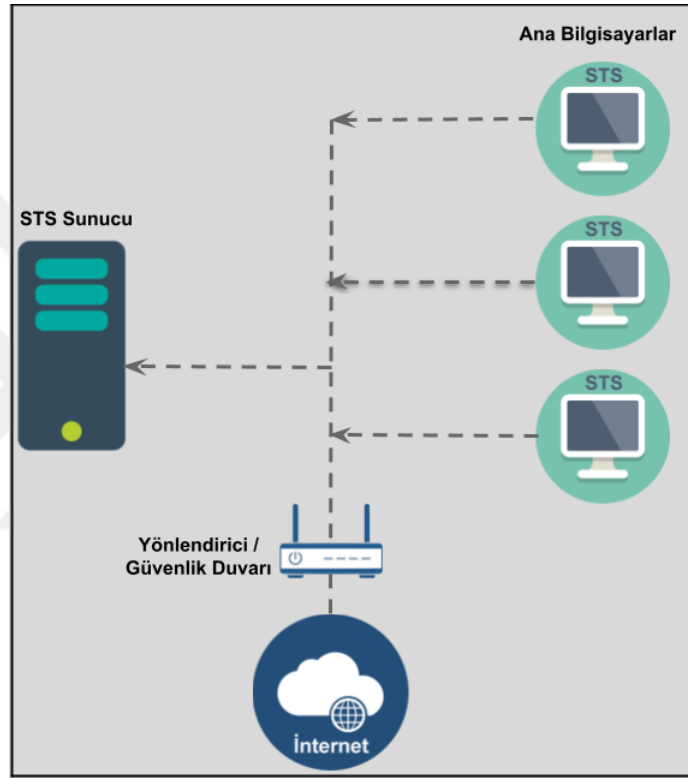 Ana Bilgisayarlar
STS
STS Sunucu
STS
STS
Yönlendirici /
Güvenlik Duvarı
İnternet